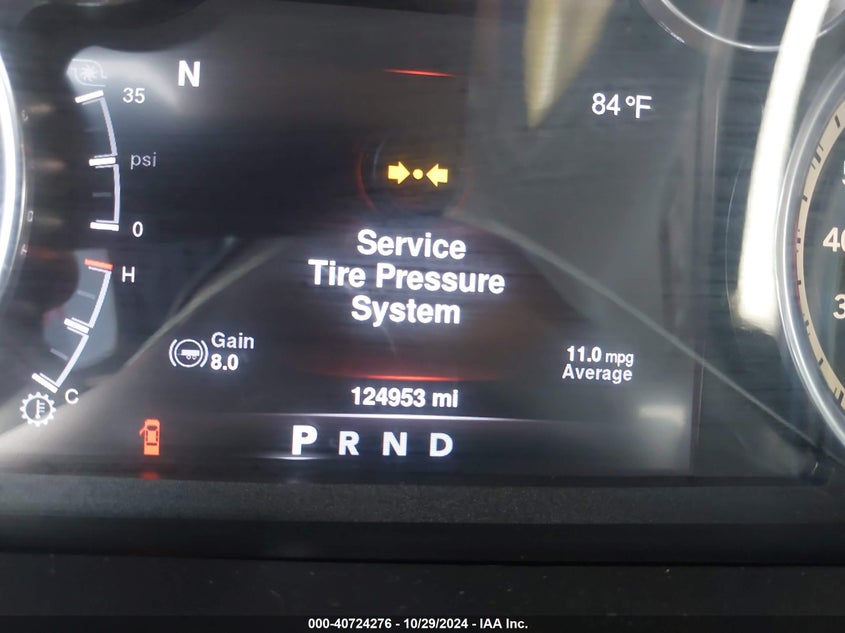 N
84 °F
35
psi
0
H
C
Service
Tire Pressure
System
Gain
8.0
11.0 mpg
Average
124953 mi
P R N D
40
000-40724276 - 10/29/2024 - IAA Inc.